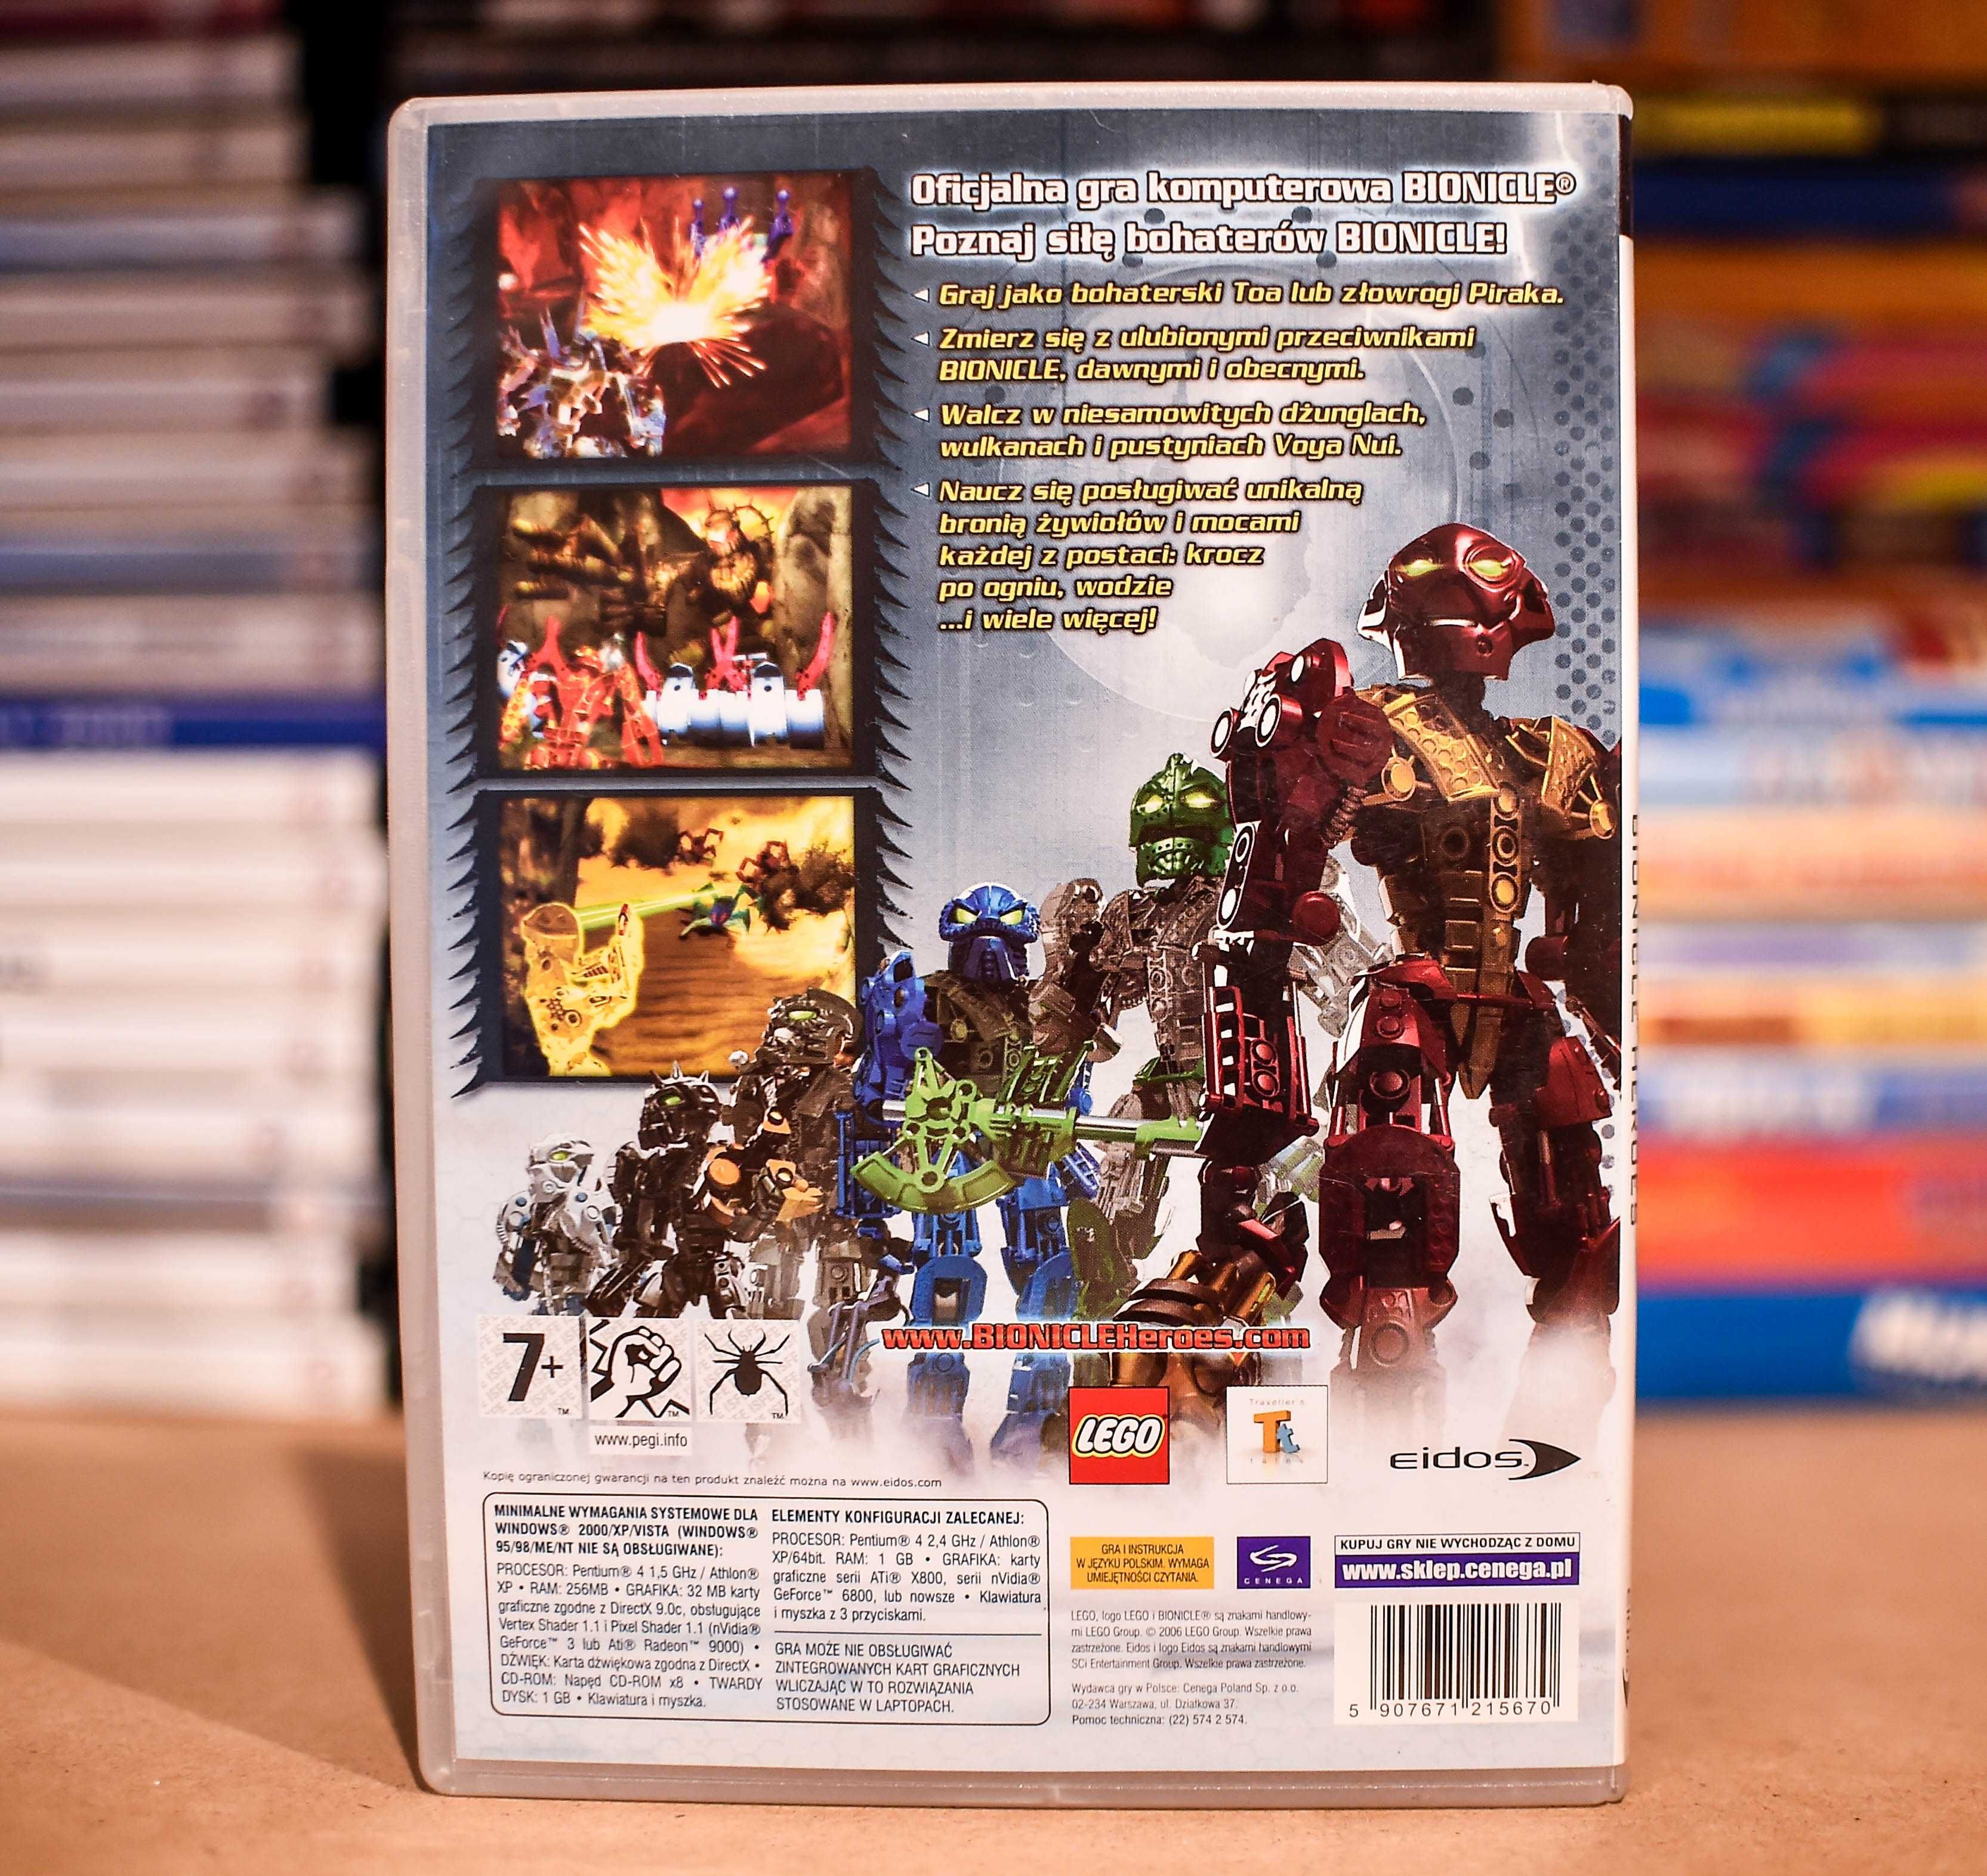 Oficjalna gra komputerowa BIONICLE®
Poznaj siłę bohaterów BIONICLE!
Graj jako bohaterski Toa lub złowrogi Piraka.
Zmierz się z ulubionymi przeciwnikami
BIONICLE, dawnymi i obecnymi.
Walcz w niesamowitych dżunglach,
wulkanach i pustyniach Voya Nui.
Naucz się posługiwać unikalną
bronią żywiołów i mocami
każdej z postaci: krocz
po ogniu, wodzie
...i wiele więcej!
BIONICLE HEROES
www.BIONICLEHeroes.com
7+
TM
TM
TM
www.pegi.info
LEGO
Traveller's
Tt
eidos
Kopię ograniczonej gwarancji na ten produkt znaleźć można na www.eidos.com
MINIMALNE WYMAGANIA SYSTEMOWE DLA
WINDOWS® 2000/XP/VISTA (WINDOWS®
95/98/ME/NT NIE SĄ OBSŁUGIWANE):
PROCESOR: Pentium® 4 1,5 GHz / Athlon®
XP • RAM: 256MB • GRAFIKA: 32 MB karty
graficzne zgodne z DirectX 9.0c, obsługujące
Vertex Shader 1.1 i Pixel Shader 1.1 (nVidia®
GeForce™ 3 lub Ati® Radeon™ 9000) •
DŹWIĘK: Karta dźwiękowa zgodna z DirectX •
CD-ROM: Napęd CD-ROM x8 • TWARDY
DYSK: 1 GB • Klawiatura i myszka.
ELEMENTY KONFIGURACJI ZALECANEJ:
PROCESOR: Pentium® 4 2,4 GHz / Athlon®
XP/64bit. RAM: 1 GB • GRAFIKA: karty
graficzne serii ATi® X800, serii nVidia®
GeForce™ 6800, lub nowsze • Klawiatura
i myszka z 3 przyciskami.
GRA MOŻE NIE OBSŁUGIWAĆ
ZINTEGROWANYCH KART GRAFICZNYCH
WLICZAJĄC W TO ROZWIĄZANIA
STOSOWANE W LAPTOPACH.
GRA I INSTRUKCJA
W JĘZYKU POLSKIM. WYMAGA
UMIEJĘTNOŚCI CZYTANIA.
CENEGA
KUPUJ GRY NIE WYCHODZĄC Z DOMU
www.sklep.cenega.pl
LEGO, logo LEGO i BIONICLE® są znakami handlowy-
mi LEGO Group. © 2006 LEGO Group. Wszelkie prawa
zastrzeżone. Eidos i logo Eidos są znakami handlowymi
SCi Entertainment Group. Wszelkie prawa zastrzeżone.
Wydawca gry w Polsce: Cenega Poland Sp. z o.o.
02-234 Warszawa, ul. Działkowa 37.
Pomoc techniczna: (22) 574 2 574.
5 907671 215670